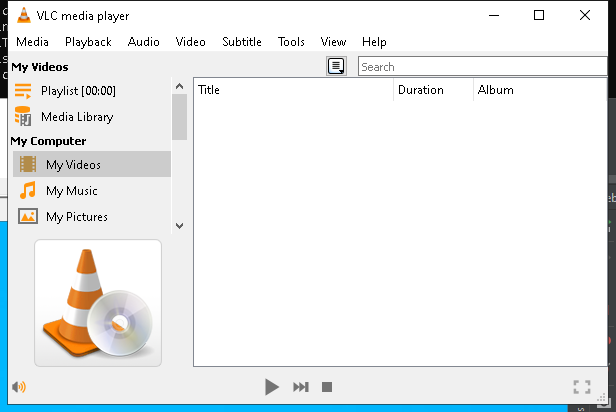 VLC media player
Media Playback Audio Video Subtitle Tools View Help
My Videos
Search
Playlist [00:00]
Media Library
My Computer
My Videos
My Music
My Pictures
Title Duration Album